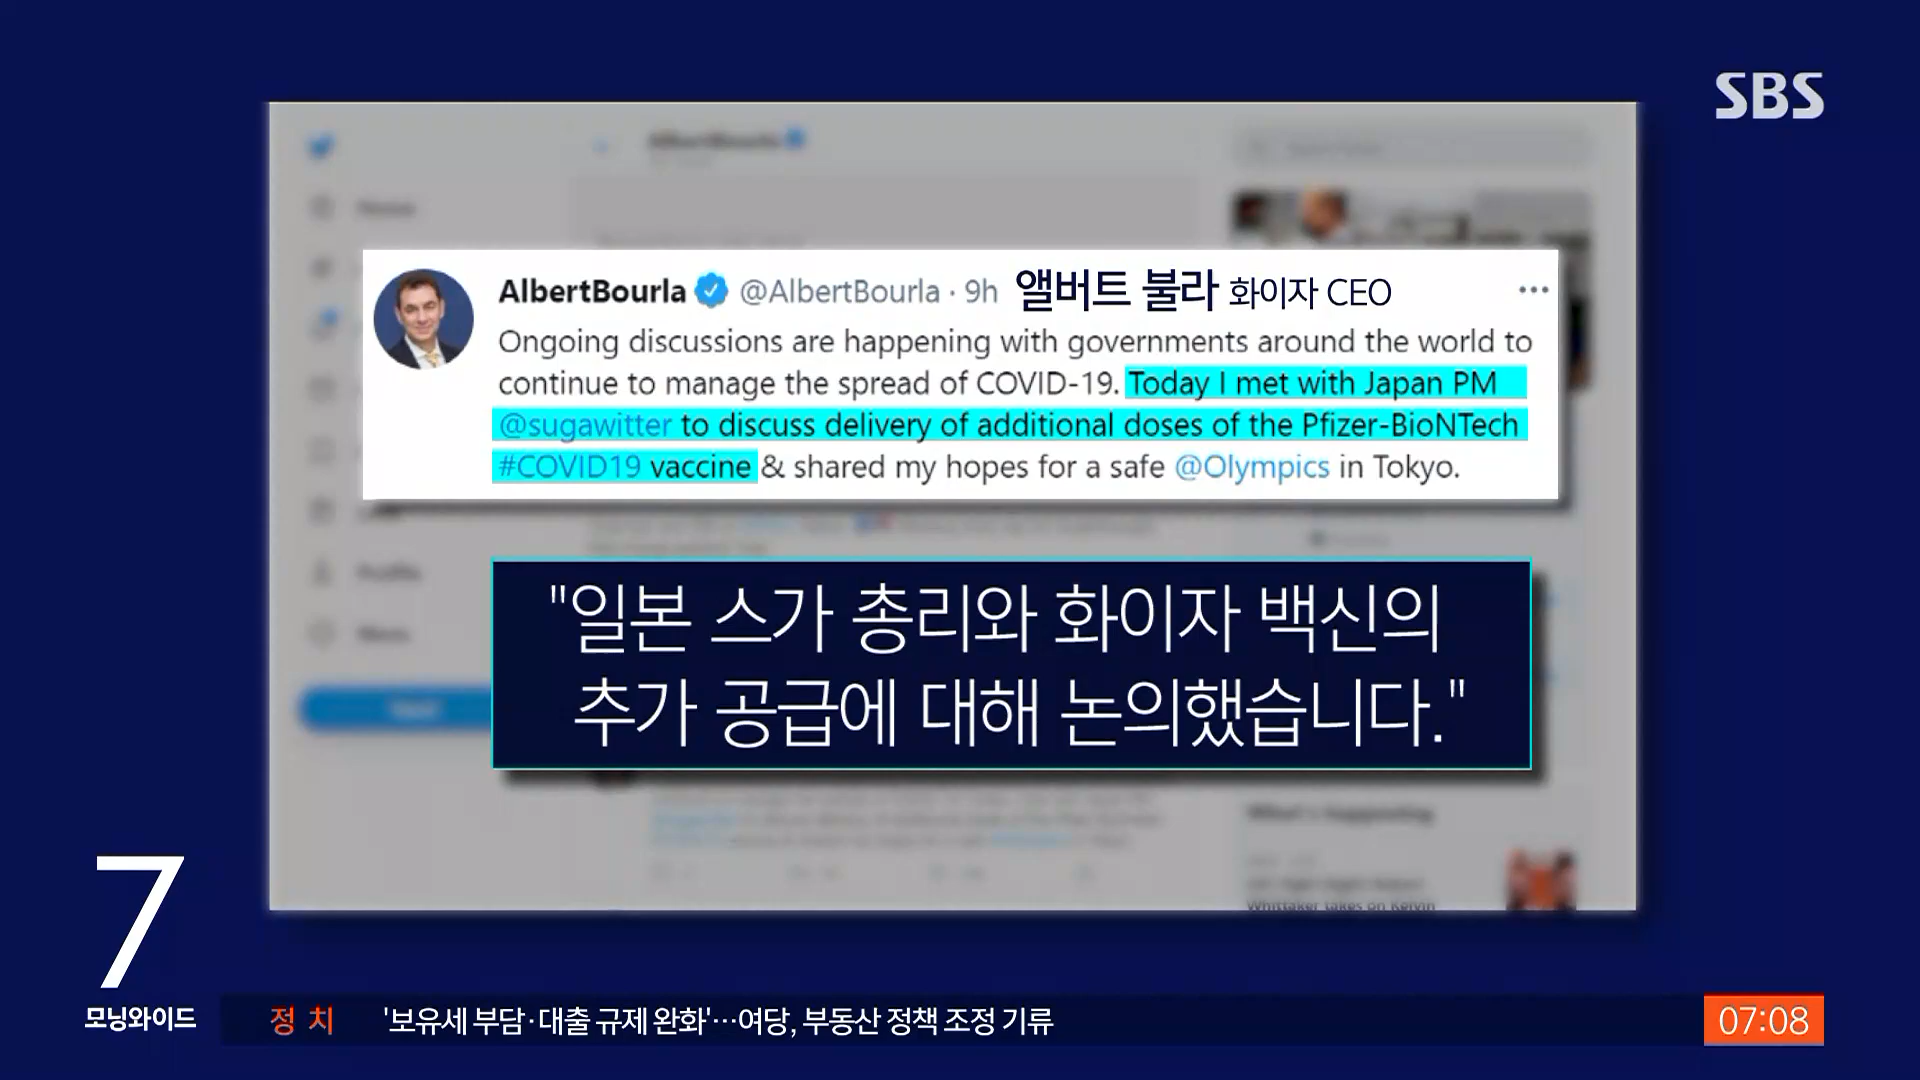 SBS
AlbertBourla @AlbertBourla · 9h 앨버트 불라 화이자 CEO
Ongoing discussions are happening with governments around the world to
continue to manage the spread of COVID-19. Today I met with Japan PM
@sugawitter to discuss delivery of additional doses of the Pfizer-BioNTech
#COVID19 vaccine & shared my hopes for a safe @Olympics in Tokyo.
"일본 스가 총리와 화이자 백신의
추가 공급에 대해 논의했습니다."
What's happening
Whittaker takes on Kelvin
7
모닝와이드
정 치 '보유세 부담·대출 규제 완화'…여당, 부동산 정책 조정 기류
07:08